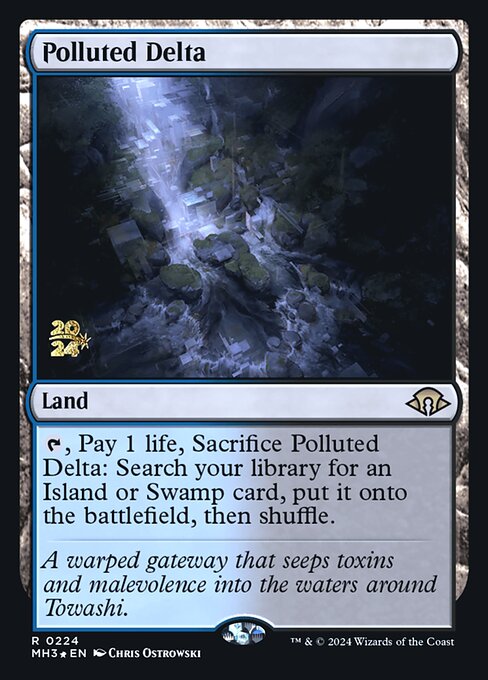 Polluted Delta
20
24
Land
, Pay 1 life, Sacrifice Polluted
Delta: Search your library for an
Island or Swamp card, put it onto
the battlefield, then shuffle.
A warped gateway that seeps toxins
and malevolence into the waters around
Towashi.
R 0224
MH3★EN Chris Ostrowski
™ & © 2024 Wizards of the Coast